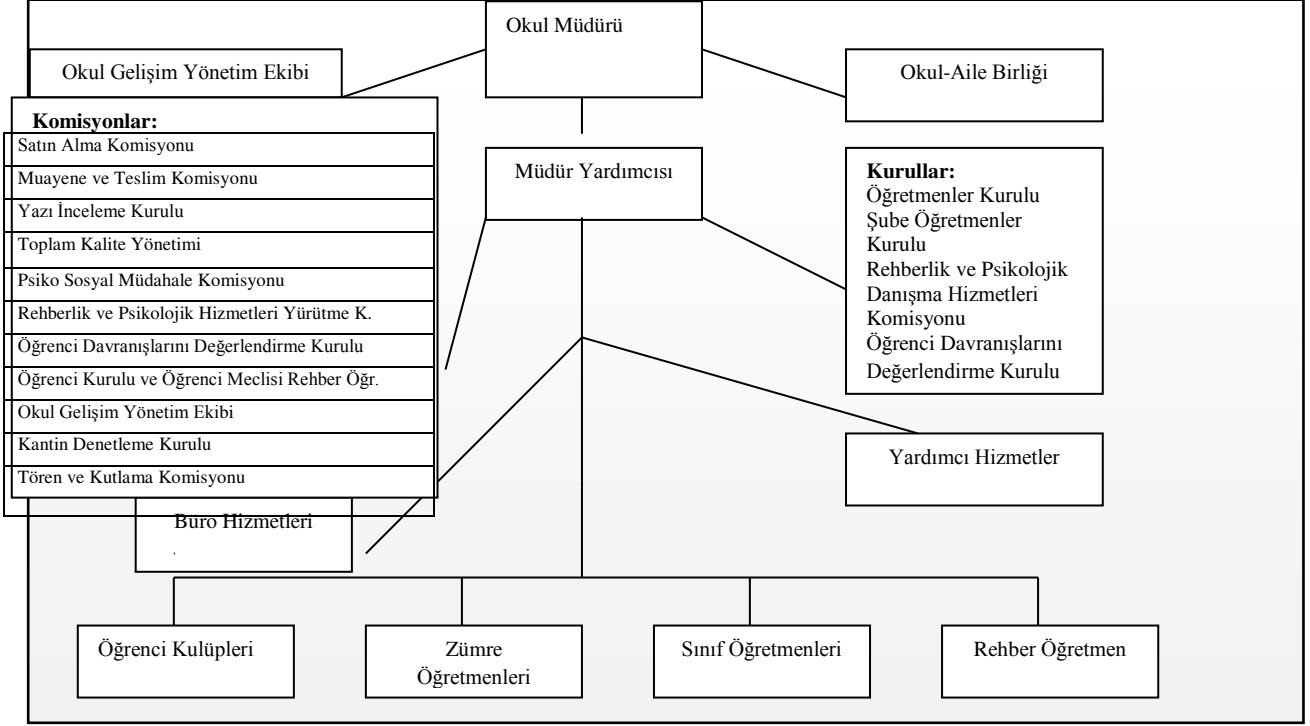 Okul Müdürü
Okul Gelişim Yönetim Ekibi
Okul-Aile Birliği
Komisyonlar:
Satın Alma Komisyonu
Muayene ve Teslim Komisyonu
Yazı İnceleme Kurulu
Toplam Kalite Yönetimi
Psiko Sosyal Müdahale Komisyonu
Rehberlik ve Psikolojik Hizmetleri Yürütme K.
Öğrenci Davranışlarını Değerlendirme Kurulu
Öğrenci Kurulu ve Öğrenci Meclisi Rehber Öğr.
Okul Gelişim Yönetim Ekibi
Kantin Denetleme Kurulu
Tören ve Kutlama Komisyonu
Müdür Yardımcısı
Kurullar:
Öğretmenler Kurulu
Şube Öğretmenler
Kurulu
Rehberlik ve Psikolojik
Danışma Hizmetleri
Komisyonu
Öğrenci Davranışlarını
Değerlendirme Kurulu
Yardımcı Hizmetler
Büro Hizmetleri
Öğrenci Kulüpleri
Zümre
Öğretmenleri
Sınıf Öğretmenleri
Rehber Öğretmen